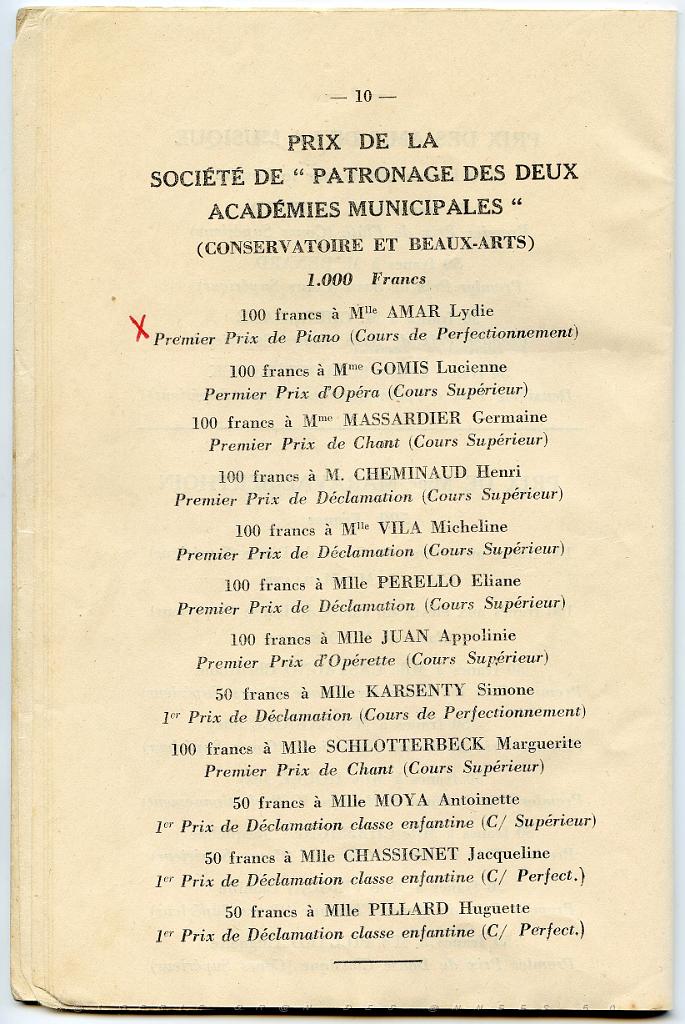 — 10 —
PRIX DE LA
SOCIÉTÉ DE “ PATRONAGE DES DEUX
ACADÉMIES MUNICIPALES “
(CONSERVATOIRE ET BEAUX-ARTS)
1.000 Francs
100 francs à Mlle AMAR Lydie
X Premier Prix de Piano (Cours de Perfectionnement)
100 francs à Mme GOMIS Lucienne
Permier Prix d'Opéra (Cours Supérieur)
100 francs à Mme MASSARDIER Germaine
Premier Prix de Chant (Cours Supérieur)
100 francs à M. CHEMINAUD Henri
Premier Prix de Déclamation (Cours Supérieur)
100 francs à Mlle VILA Micheline
Premier Prix de Déclamation (Cours Supérieur)
100 francs à Mlle PERELLO Eliane
Premier Prix de Déclamation (Cours Supérieur)
100 francs à Mlle JUAN Appolinie
Premier Prix d'Opérette (Cours Supérieur)
50 francs à Mlle KARSENTY Simone
1er Prix de Déclamation (Cours de Perfectionnement)
100 francs à Mlle SCHLOTTERBECK Marguerite
Premier Prix de Chant (Cours Supérieur)
50 francs à Mlle MOYA Antoinette
1er Prix de Déclamation classe enfantine (C/ Supérieur)
50 francs à Mlle CHASSIGNET Jacqueline
1er Prix de Déclamation classe enfantine (C/ Perfect.)
50 francs à Mlle PILLARD Huguette
1er Prix de Déclamation classe enfantine (C/ Perfect.)